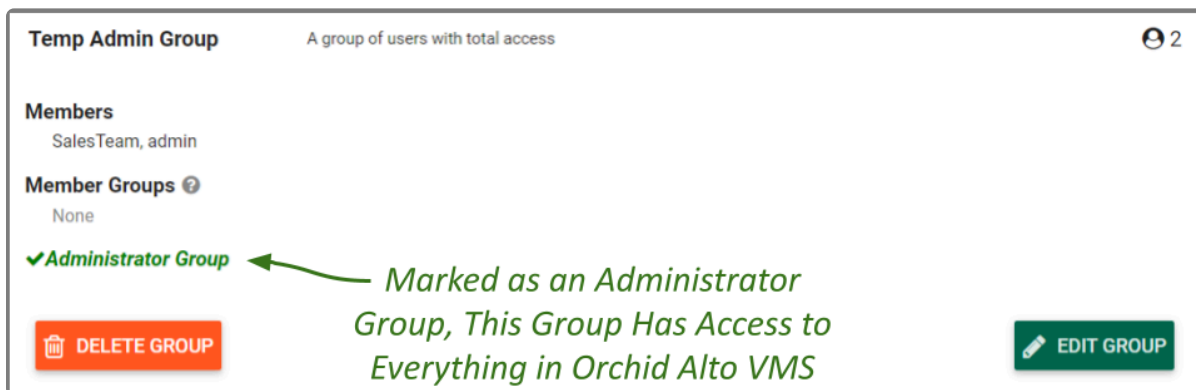 Temp Admin Group A group of users with total access 2
Members
SalesTeam, admin
Member Groups ?
None
✔Administrator Group
Marked as an Administrator
Group, This Group Has Access to
Everything in Orchid Alto VMS
DELETE GROUP
EDIT GROUP